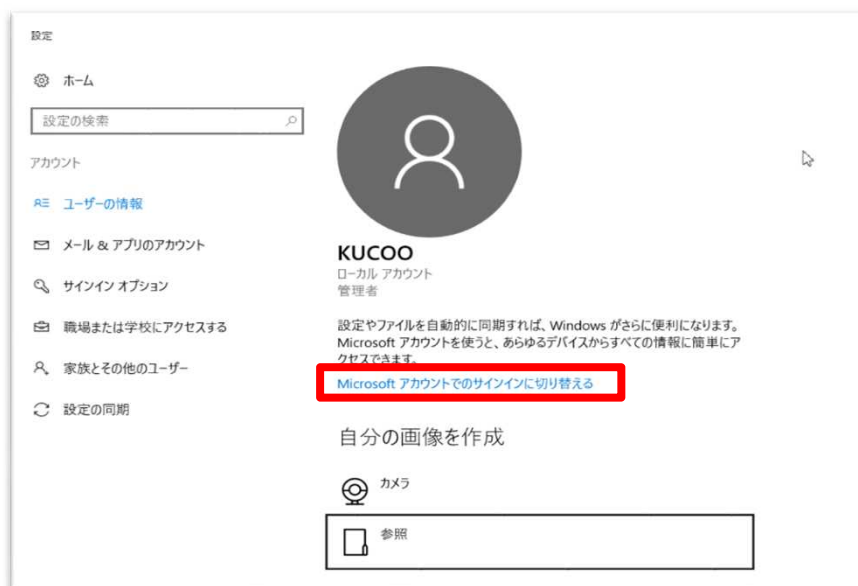 設定
ホーム
設定の検索
アカウント
ユーザーの情報
メール & アプリのアカウント
サインイン オプション
職場または学校にアクセスする
家族とその他のユーザー
設定の同期
KUCOO
ローカル アカウント
管理者
設定やファイルを自動的に同期すれば、Windows がさらに便利になります。
Microsoft アカウントを使うと、あらゆるデバイスからすべての情報に簡単にア
クセスできます。
Microsoft アカウントでのサインインに切り替える
自分の画像を作成
カメラ
参照